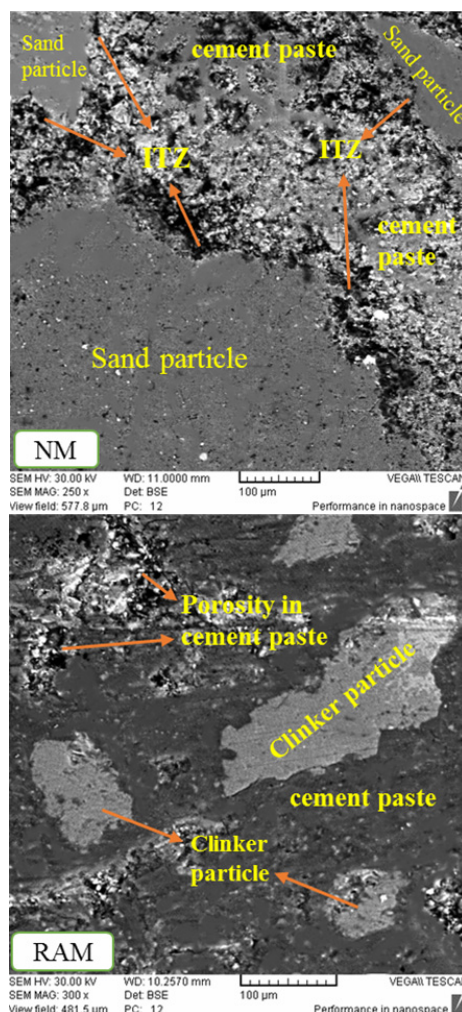 Sand
particle
cement paste
Sand particle
ITZ
ITZ
cement
paste
Sand particle
NM
SEM HV: 30.00 kV WD: 11.0000 mm VEGA\\ TESCAN
SEM MAG: 250 x Det: BSE 100 µm
View field: 577.8 µm PC: 12 Performance in nanospace
Porosity in
cement paste
Clinker particle
cement paste
Clinker
particle
RAM
SEM HV: 30.00 kV WD: 10.2570 mm VEGA\\ TESCAN
SEM MAG: 300 x Det: BSE 100 µm
View field: 481.5 µm PC: 12 Performance in nanospace